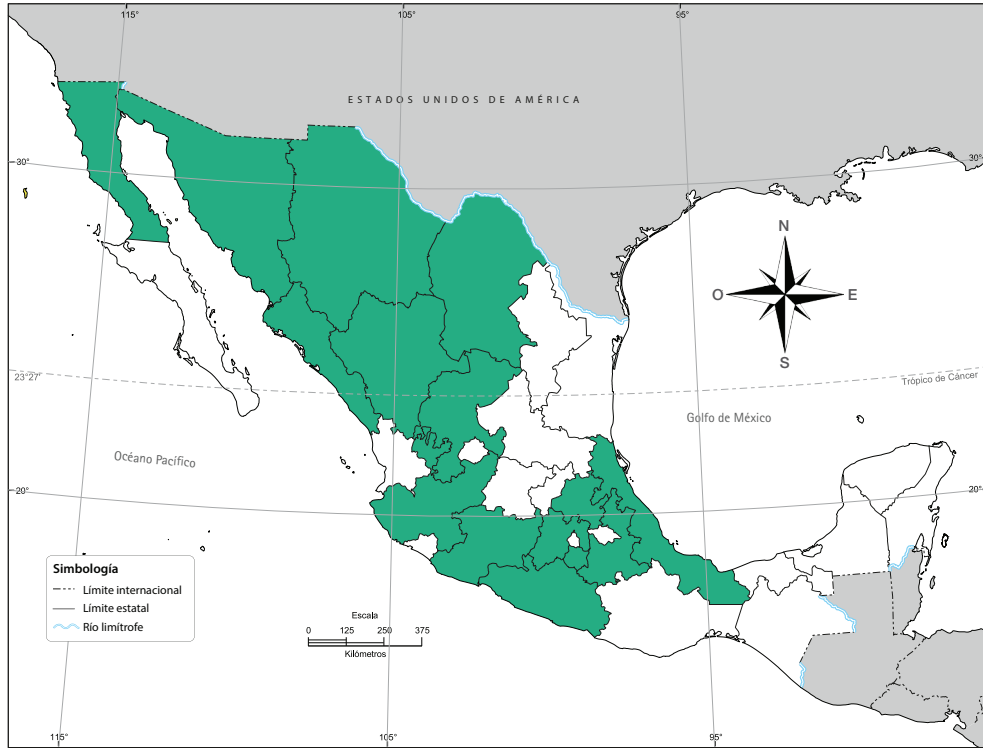 115°
105°
95°
ESTADOS UNIDOS DE AMÉRICA
30°
30°
N
O
E
S
23°27'
Trópico de Cáncer
Golfo de México
Océano Pacífico
20°
20°
Simbología
Límite internacional
Límite estatal
Río limítrofe
Escala
0 125 250 375
Kilómetros
115°
105°
95°